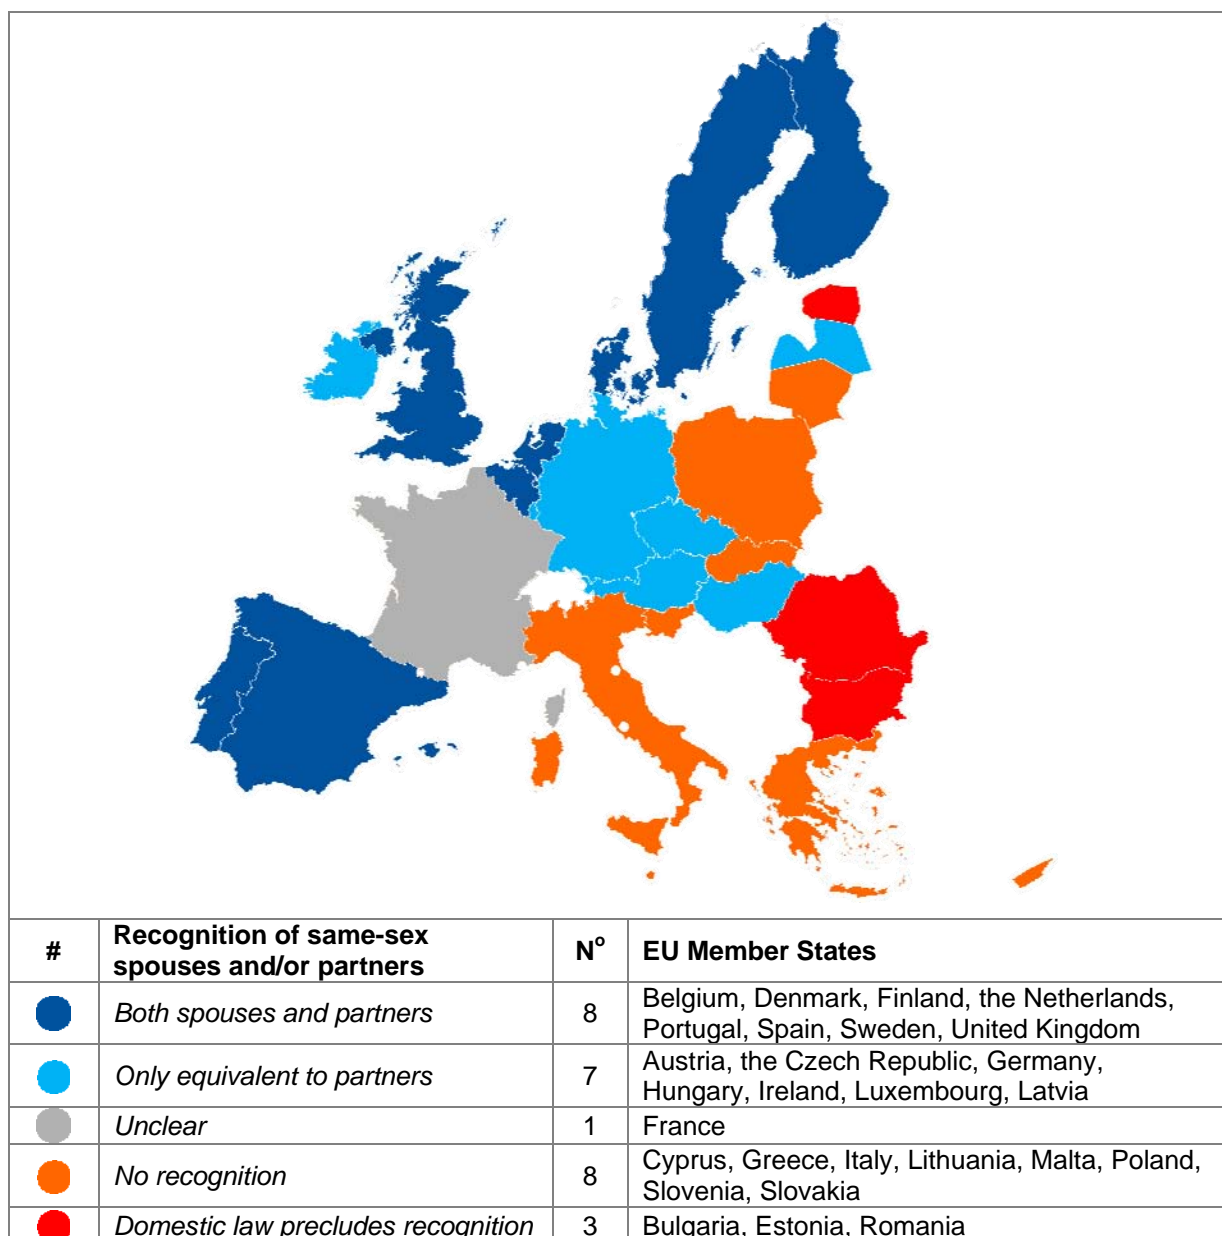 #
Recognition of same-sex
spouses and/or partners
Nº
EU Member States
Both spouses and partners
8
Belgium, Denmark, Finland, the Netherlands,
Portugal, Spain, Sweden, United Kingdom
Only equivalent to partners
7
Austria, the Czech Republic, Germany,
Hungary, Ireland, Luxembourg, Latvia
Unclear
1
France
No recognition
8
Cyprus, Greece, Italy, Lithuania, Malta, Poland,
Slovenia, Slovakia
Domestic law precludes recognition
3
Bulgaria, Estonia, Romania